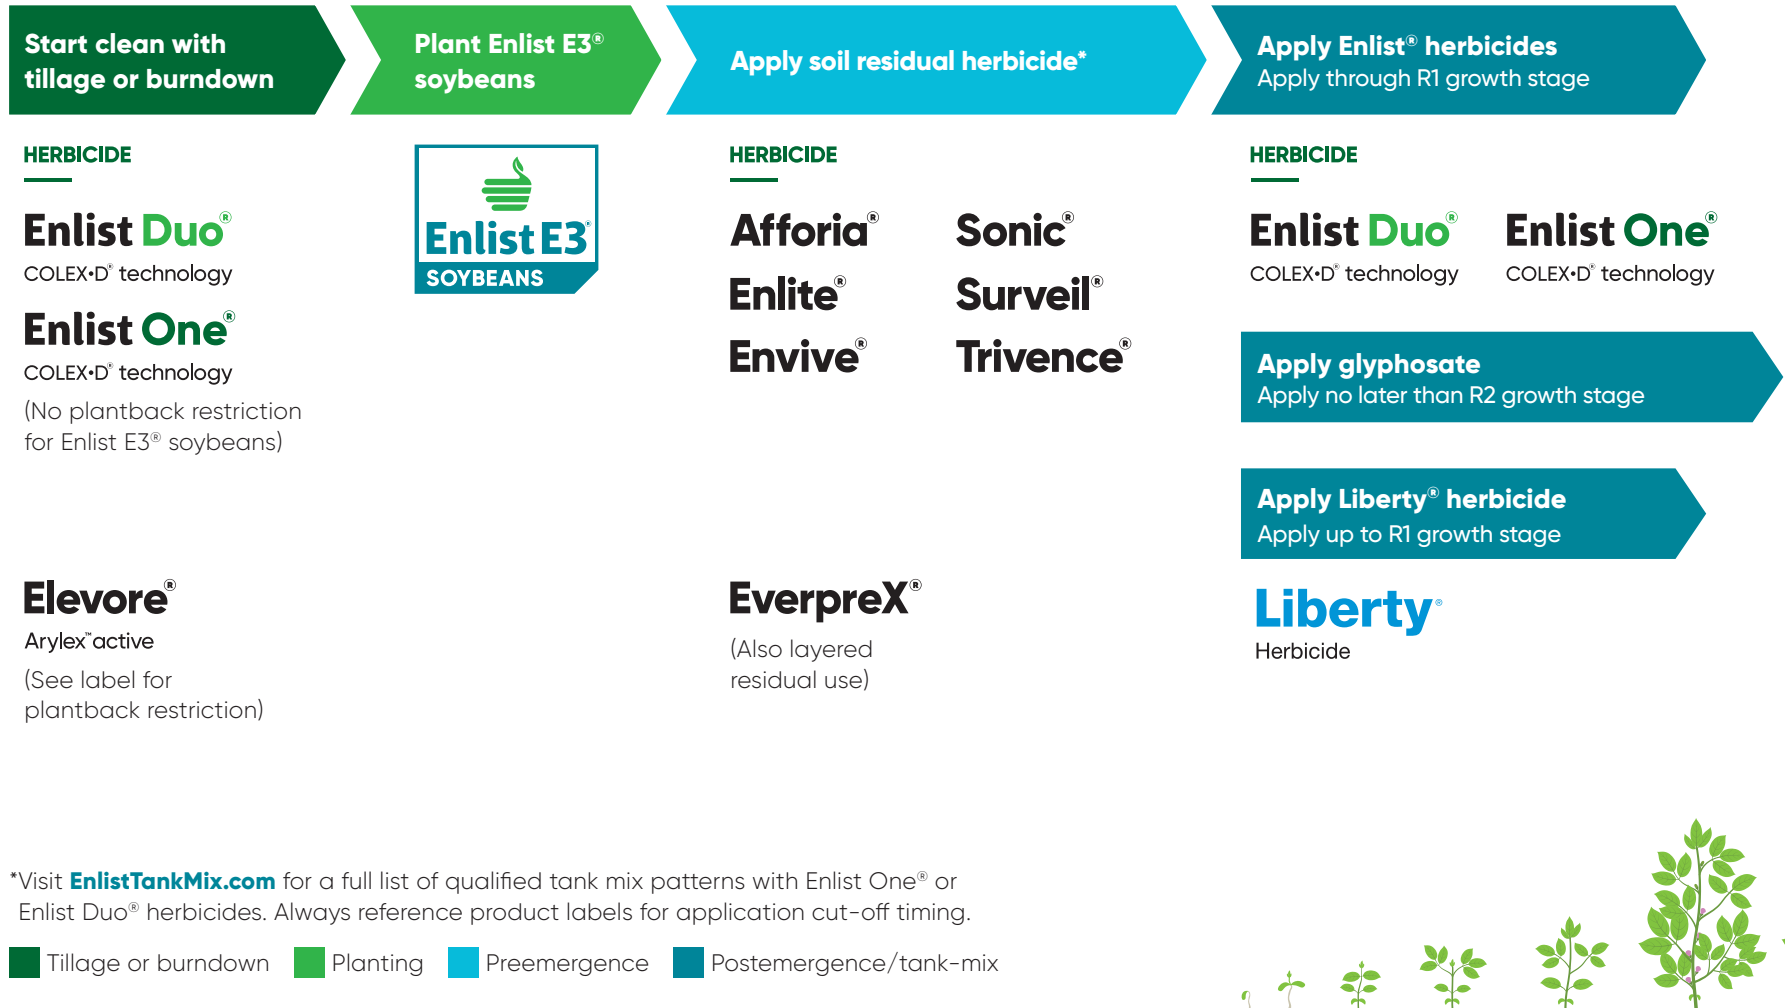 Start clean with
tillage or burndown
Plant Enlist E3®
soybeans
Apply soil residual herbicide*
Apply Enlist® herbicides
Apply through R1 growth stage
HERBICIDE
Enlist Duo®
COLEX•D® technology
Enlist One®
COLEX•D® technology
(No plantback restriction
for Enlist E3® soybeans)
Elevore®
Arylex™ active
(See label for
plantback restriction)
Enlist E3®
SOYBEANS
HERBICIDE
Afforia®
Sonic®
Enlite®
Surveil®
Envive®
Trivence®
EverpreX®
(Also layered
residual use)
HERBICIDE
Enlist Duo®
COLEX•D® technology
Enlist One®
COLEX•D® technology
Apply glyphosate
Apply no later than R2 growth stage
Apply Liberty® herbicide
Apply up to R1 growth stage
Liberty®
Herbicide
*Visit EnlistTankMix.com for a full list of qualified tank mix patterns with Enlist One® or
Enlist Duo® herbicides. Always reference product labels for application cut-off timing.
Tillage or burndown
Planting
Preemergence
Postemergence/tank-mix